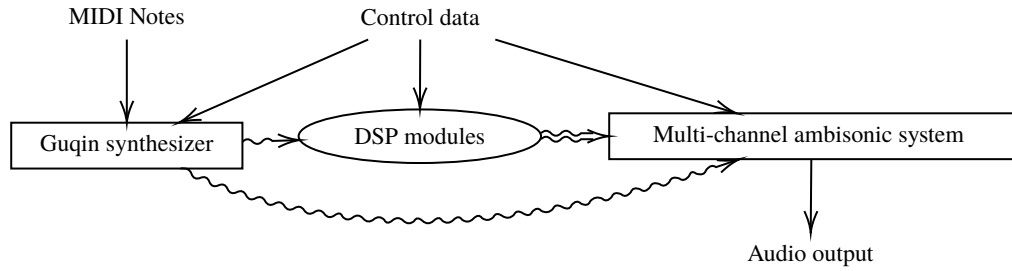 MIDI Notes
Control data
Guqin synthesizer
DSP modules
Multi-channel ambisonic system
Audio output